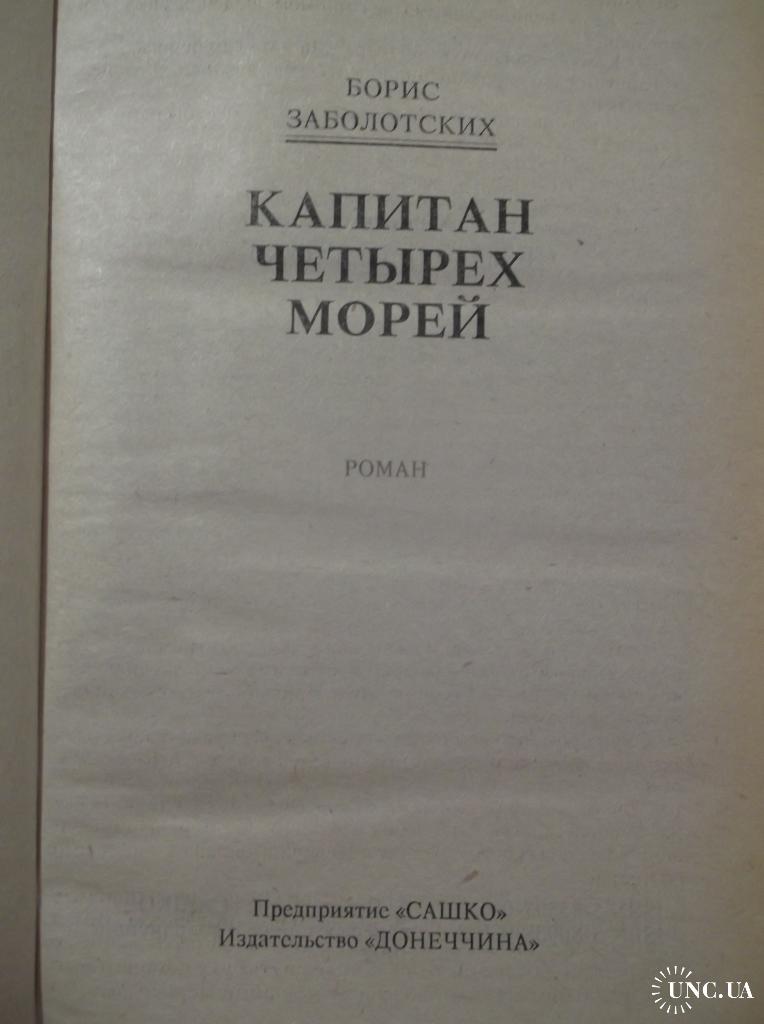 БОРИС
ЗАБОЛОТСКИХ
КАПИТАН
ЧЕТЫРЕХ
МОРЕЙ
РОМАН
Предприятие «САШКО»
Издательство «ДОНЕЧЧИНА»
UNC.UA